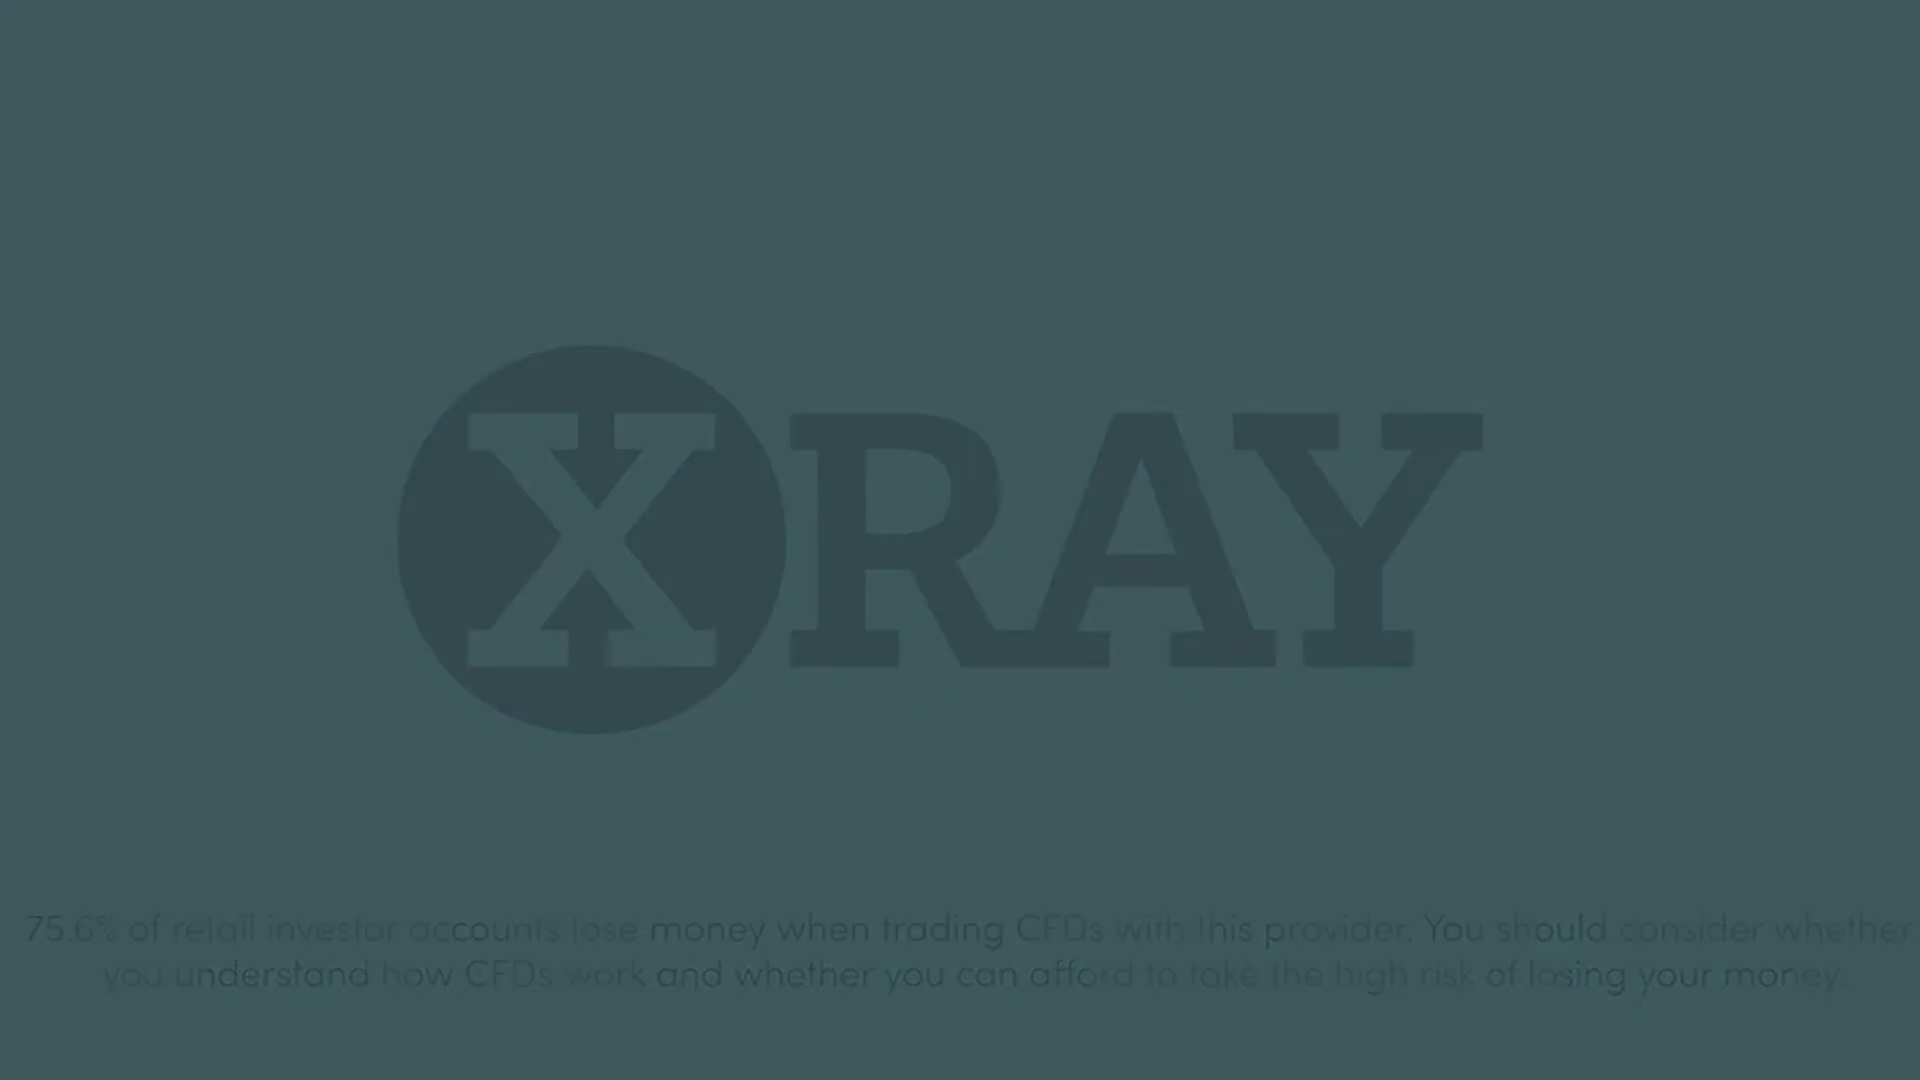 XRAY
75.6% of retail investor accounts lose money when trading CFDs with this provider. You should consider whether
you understand how CFDs work and whether you can afford to take the high risk of losing your money.